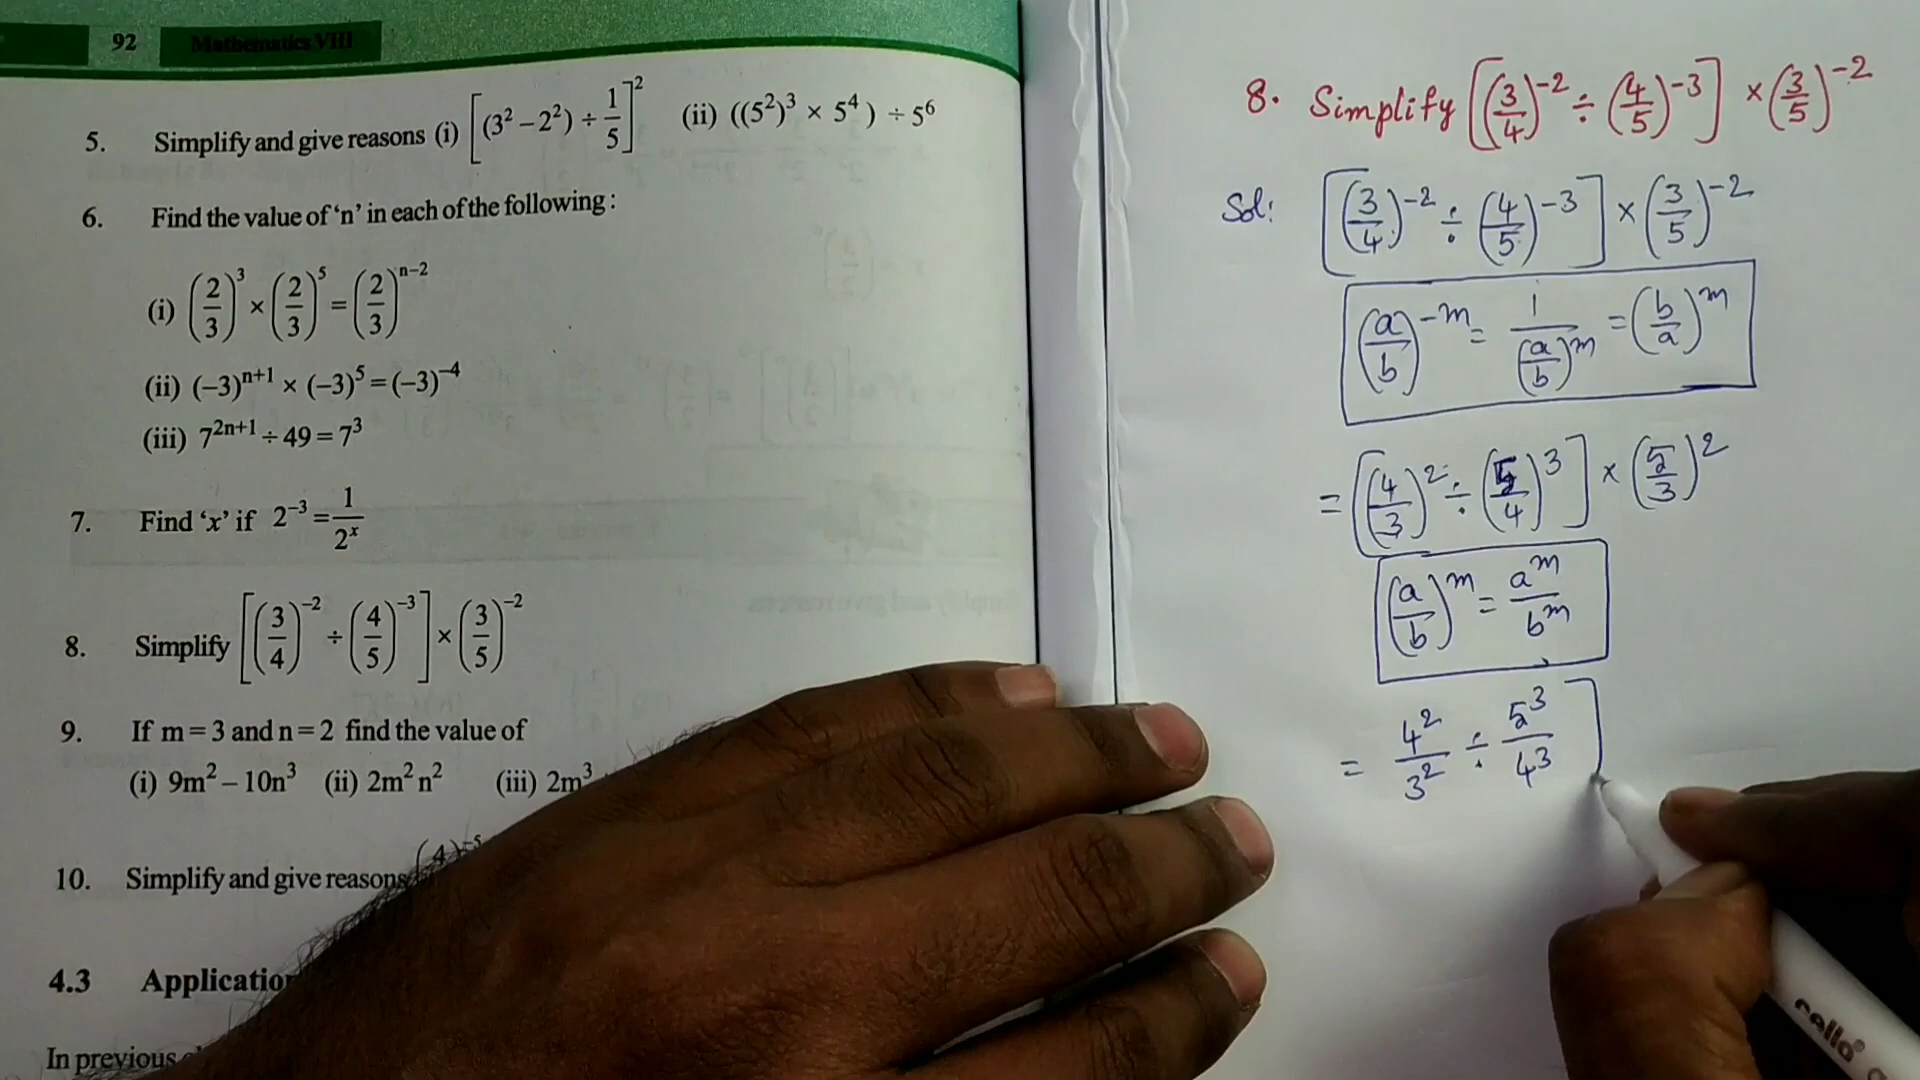 92 Mathematics VIII
5. Simplify and give reasons (i) [(3² – 2²) ÷ 1/5]² (ii) ((5²)³ × 5⁴) ÷ 5⁶
6. Find the value of ‘n’ in each of the following :
(i) (2/3)³ × (2/3)⁵ = (2/3)ⁿ⁻²
(ii) (–3)ⁿ⁺¹ × (–3)⁵ = (–3)⁻⁴
(iii) 7²ⁿ⁺¹ ÷ 49 = 7³
7. Find ‘x’ if 2⁻³ = 1/2ˣ
8. Simplify [(3/4)⁻² ÷ (4/5)⁻³] × (3/5)⁻²
9. If m = 3 and n = 2 find the value of
(i) 9m² – 10n³ (ii) 2m² n² (iii) 2m³
10. Simplify and give reasons (4)⁻⁵
4.3
In previous
8. Simplify [(3/4)⁻² ÷ (4/5)⁻³] × (3/5)⁻²
Sol: [(3/4)⁻² ÷ (4/5)⁻³] × (3/5)⁻²
(a/b)⁻ᵐ = 1/(a/b)ᵐ = (b/a)ᵐ
= [(4/3)² ÷ (5/4)³] × (5/3)²
(a/b)ᵐ = aᵐ/bᵐ
= 4²/3² ÷ 5³/4³ ]
cello